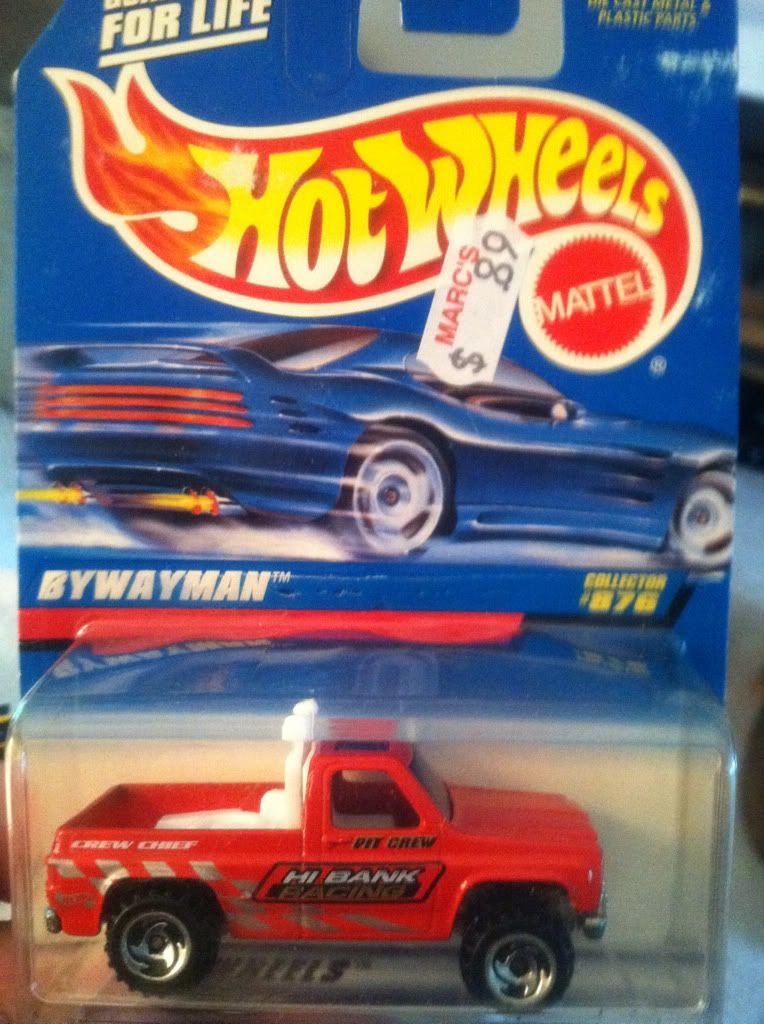 FOR LIFE
DIE CAST METAL &
PLASTIC PARTS
HOT WHEELS
MATTEL
®
MARC'S
$ .89
BYWAYMAN™
COLLECTOR
#876
CREW CHIEF
PIT CREW
HI BANK
RACING
WHEELS™